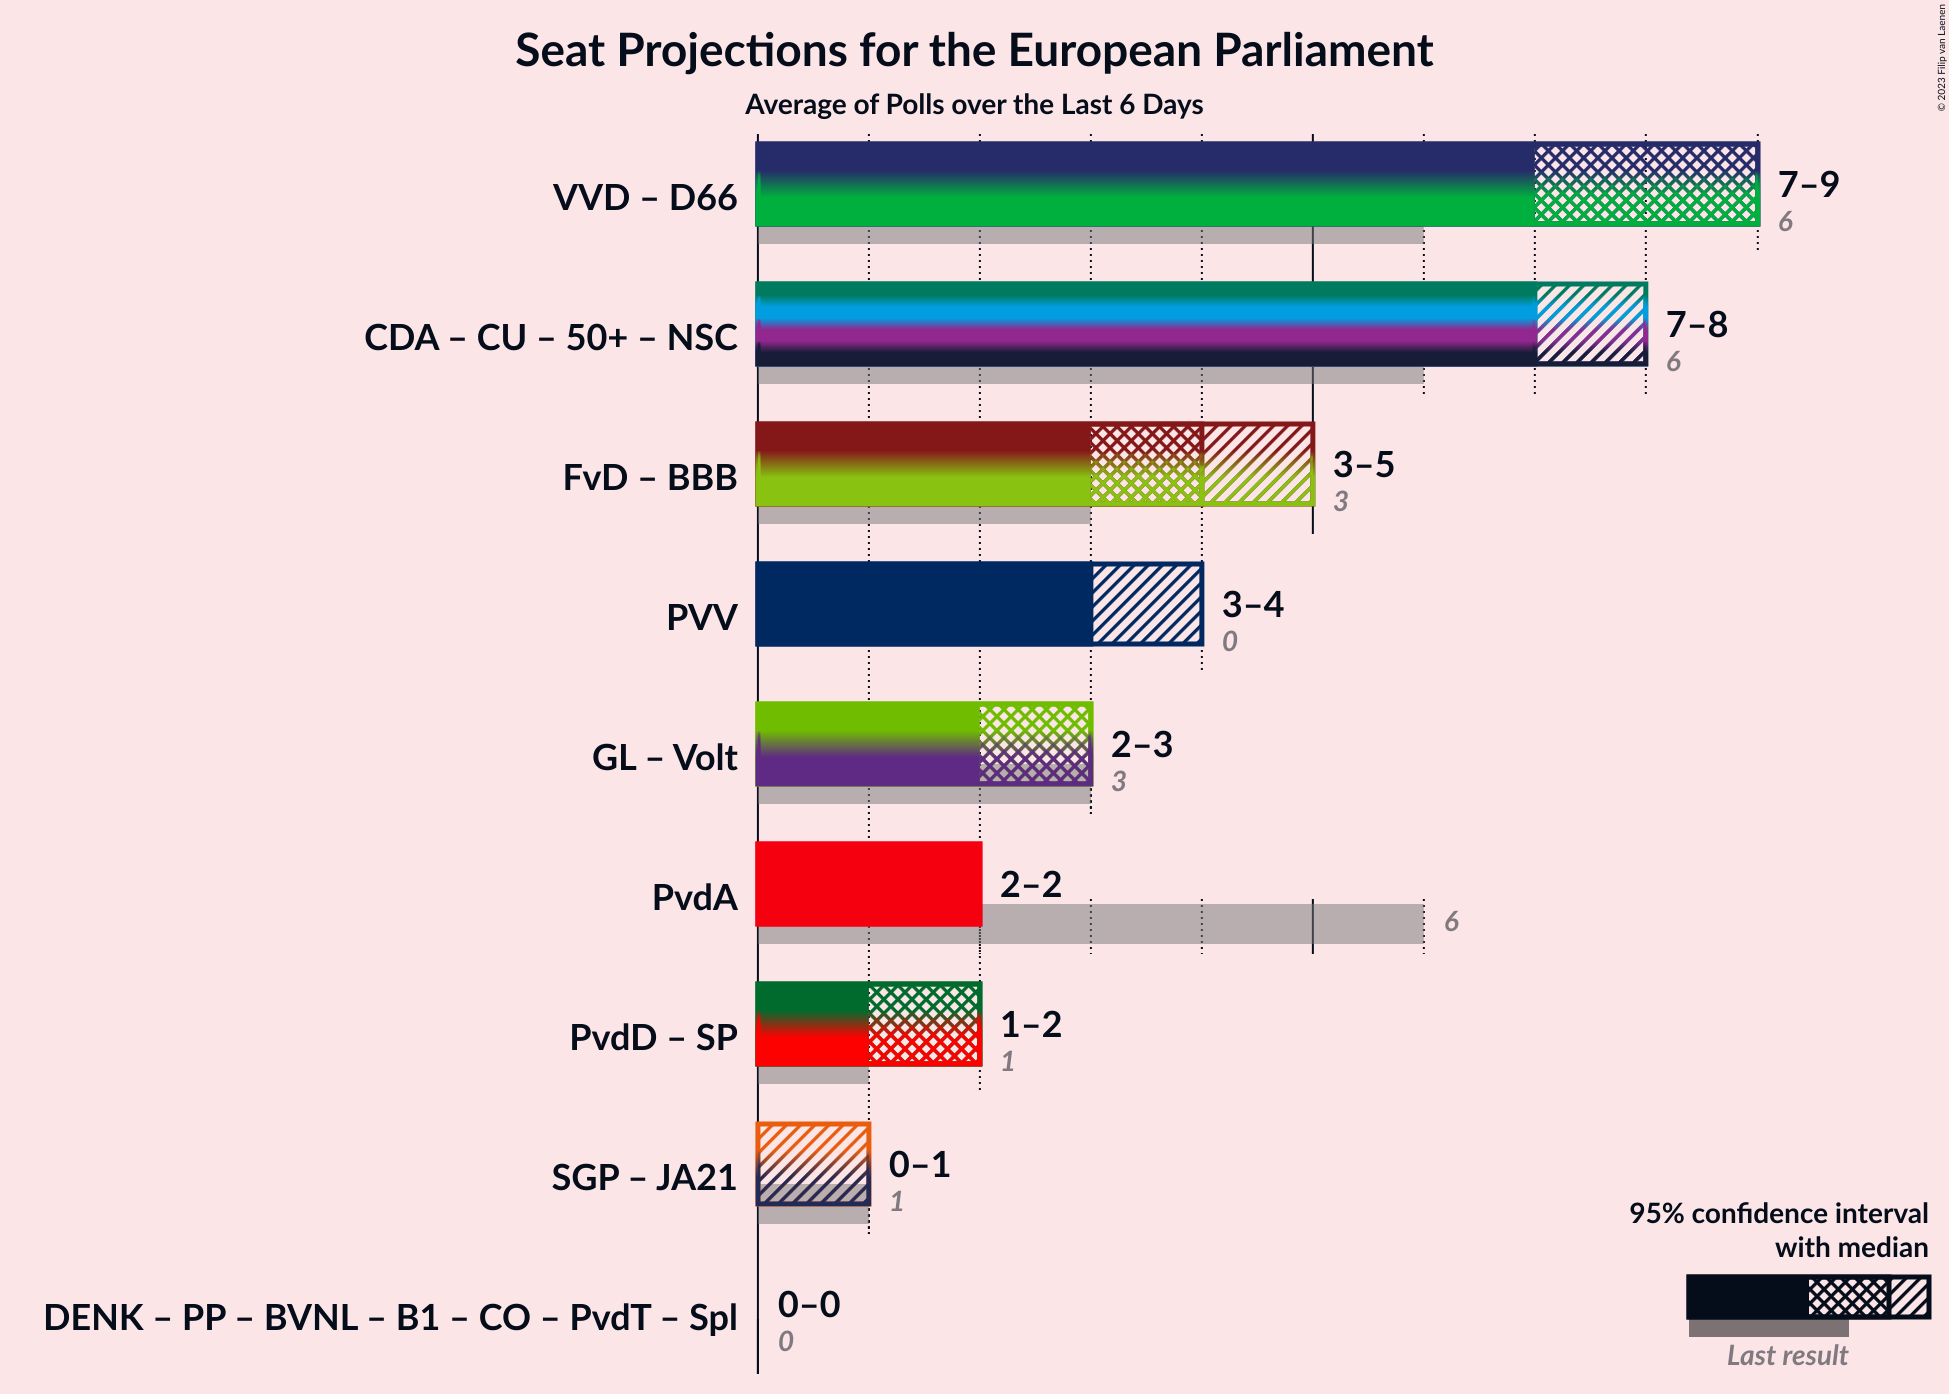 Seat Projections for the European Parliament
Average of Polls over the Last 6 Days
© 2023 Filip van Laenen
VVD – D66
7–9
6
CDA – CU – 50+ – NSC
7–8
6
FvD – BBB
3–5
3
PVV
3–4
0
GL – Volt
2–3
3
PvdA
2–2
6
PvdD – SP
1–2
1
SGP – JA21
0–1
1
DENK – PP – BVNL – B1 – CO – PvdT – Spl
0–0
0
95% confidence interval
with median
Last result